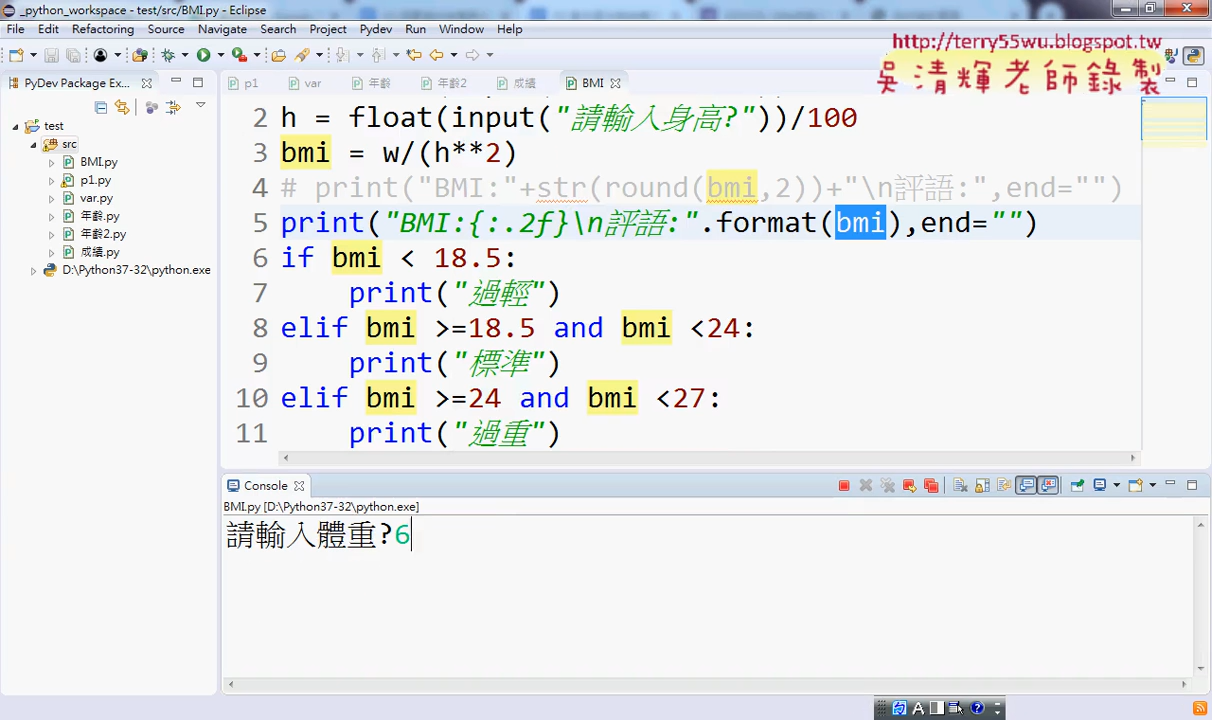 _python_workspace - test/src/BMI.py - Eclipse
File Edit Refactoring Source Navigate Search Project Pydev Run Window Help
http://terry55wu.blogspot.tw
吳清輝老師錄製
PyDev Package Ex...
p1 var 年齡 年齡2 成績 BMI
test
src
BMI.py
p1.py
var.py
年齡.py
年齡2.py
成績.py
D:\Python37-32\python.exe
2 h = float(input("請輸入身高?"))/100
3 bmi = w/(h**2)
4 # print("BMI:"+str(round(bmi,2))+"\n評語:",end="")
5 print("BMI:{:.2f}\n評語:".format(bmi),end="")
6 if bmi < 18.5:
7 print("過輕")
8 elif bmi >=18.5 and bmi <24:
9 print("標準")
10 elif bmi >=24 and bmi <27:
11 print("過重")
Console
BMI.py [D:\Python37-32\python.exe]
請輸入體重?6
A